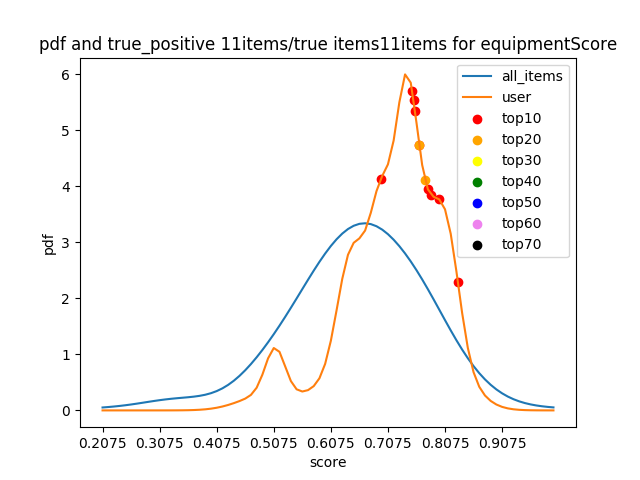 pdf and true_positive 11items/true items11items for equipmentScore
all_items
user
top10
top20
top30
top40
top50
top60
top70
6
5
4
3
2
1
0
pdf
0.2075 0.3075 0.4075 0.5075 0.6075 0.7075 0.8075 0.9075
score